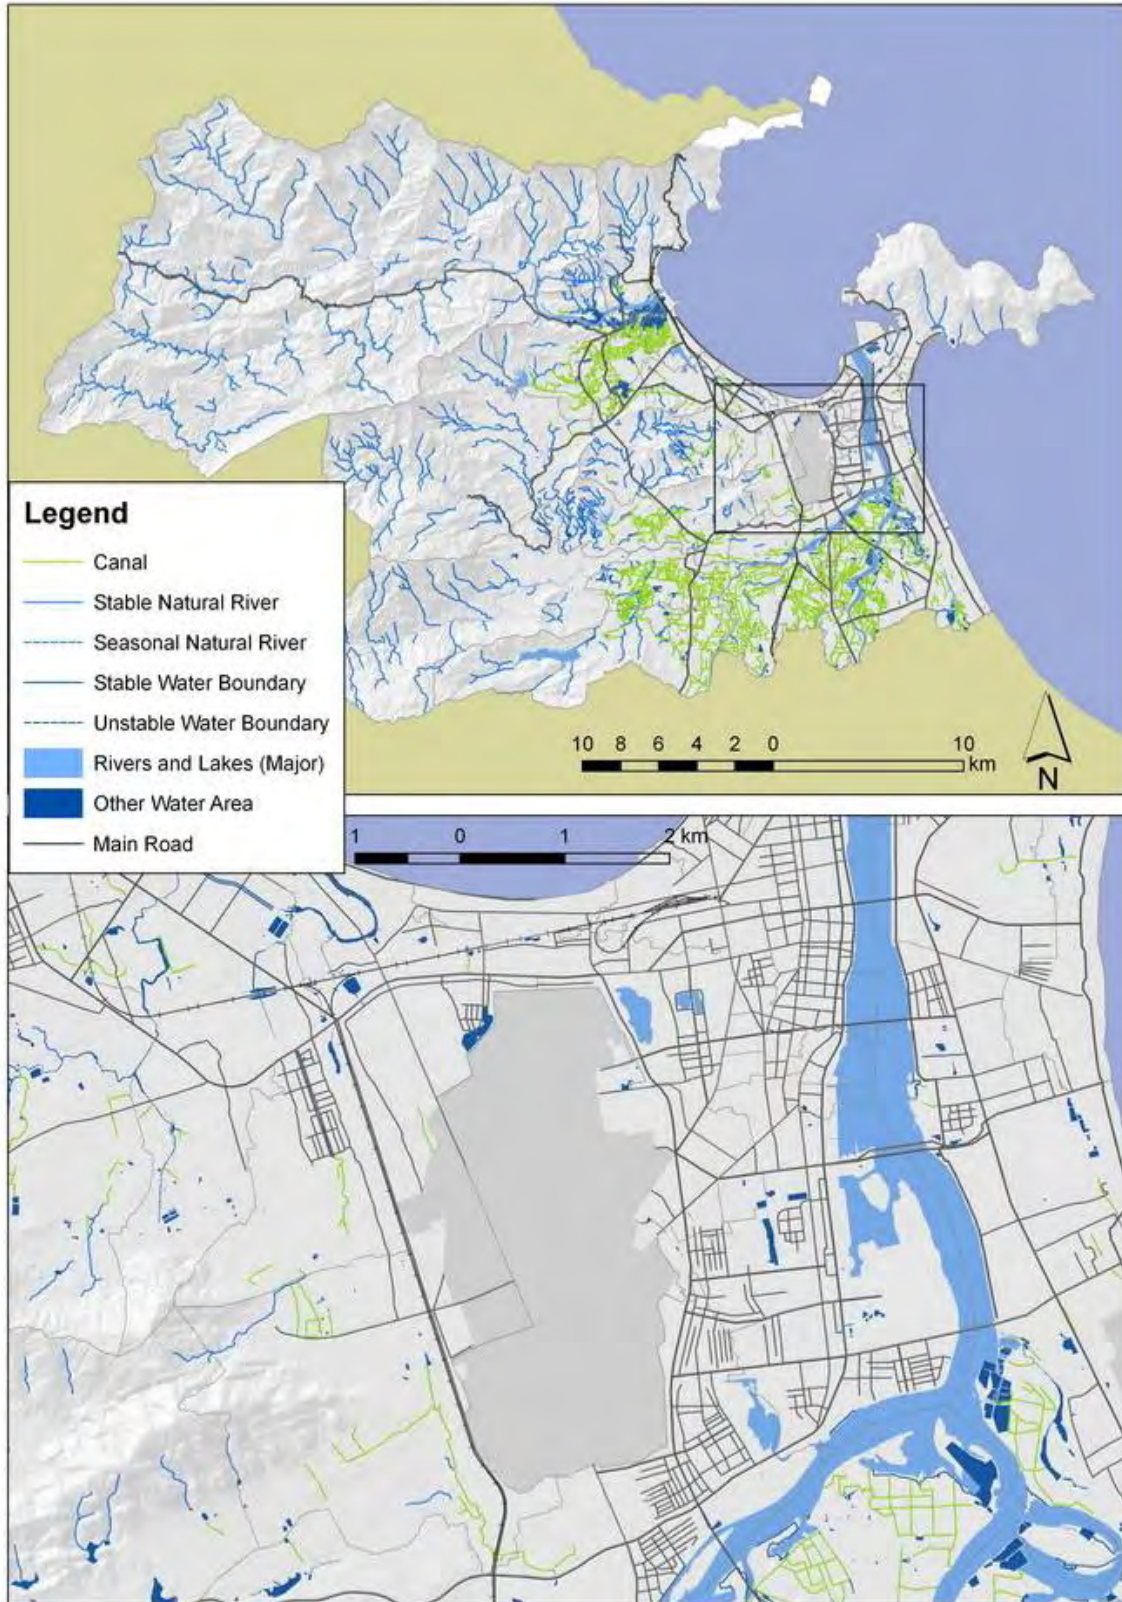 Legend
Canal
Stable Natural River
Seasonal Natural River
Stable Water Boundary
Unstable Water Boundary
Rivers and Lakes (Major)
Other Water Area
Main Road
10 8 6 4 2 0 10
km
N
1 0 1 2 km